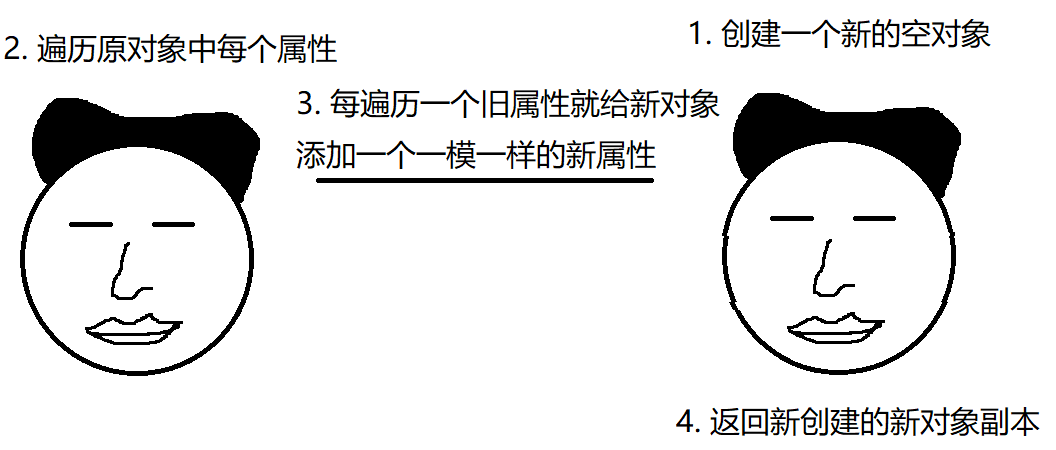 1. 创建一个新的空对象
2. 遍历原对象中每个属性
3. 每遍历一个旧属性就给新对象
添加一个一模一样的新属性
4. 返回新创建的新对象副本